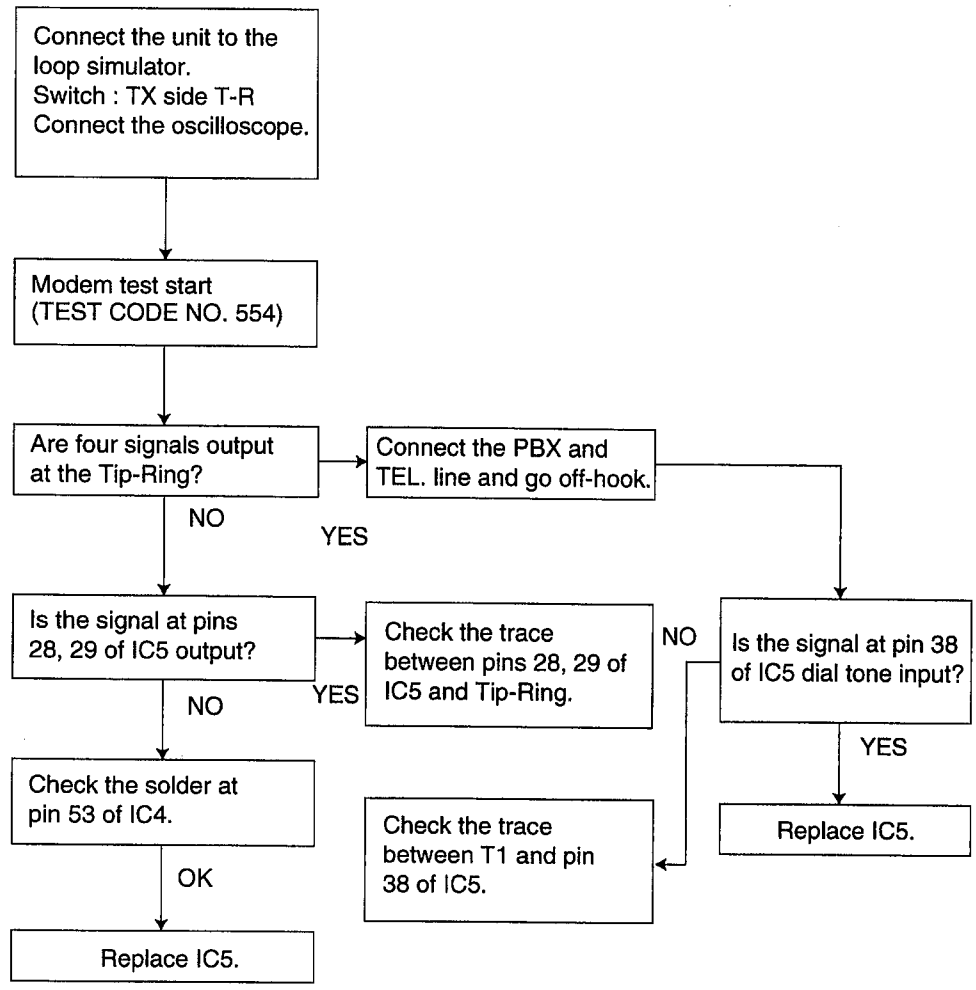 Connect the unit to the
loop simulator.
Switch : TX side T-R
Connect the oscilloscope.
Modem test start
(TEST CODE NO. 554)
Are four signals output
at the Tip-Ring?
Connect the PBX and
TEL. line and go off-hook.
NO
YES
Is the signal at pins
28, 29 of IC5 output?
Check the trace
between pins 28, 29 of
IC5 and Tip-Ring.
NO
Is the signal at pin 38
of IC5 dial tone input?
YES
NO
YES
Check the solder at
pin 53 of IC4.
Check the trace
between T1 and pin
38 of IC5.
Replace IC5.
OK
Replace IC5.